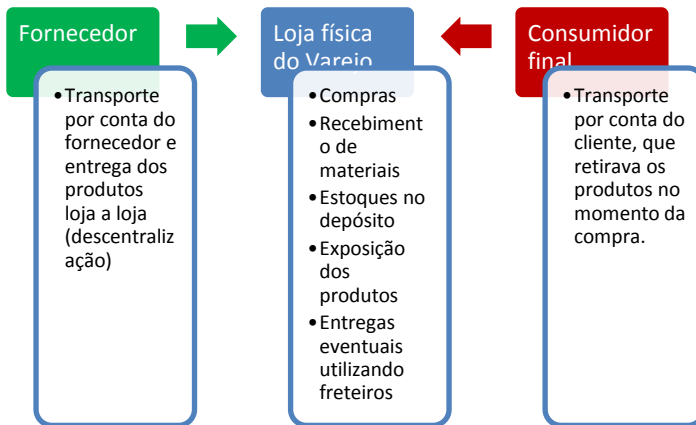 Fornecedor
•Transporte
por conta do
fornecedor e
entrega dos
produtos
loja a loja
(descentraliz
ação)
Loja física
do Varejo
•Compras
•Recebiment
o de
materiais
•Estoques no
depósito
•Exposição
dos
produtos
•Entregas
eventuais
utilizando
freteiros
Consumidor
final
•Transporte
por conta do
cliente, que
retirava os
produtos no
momento da
compra.